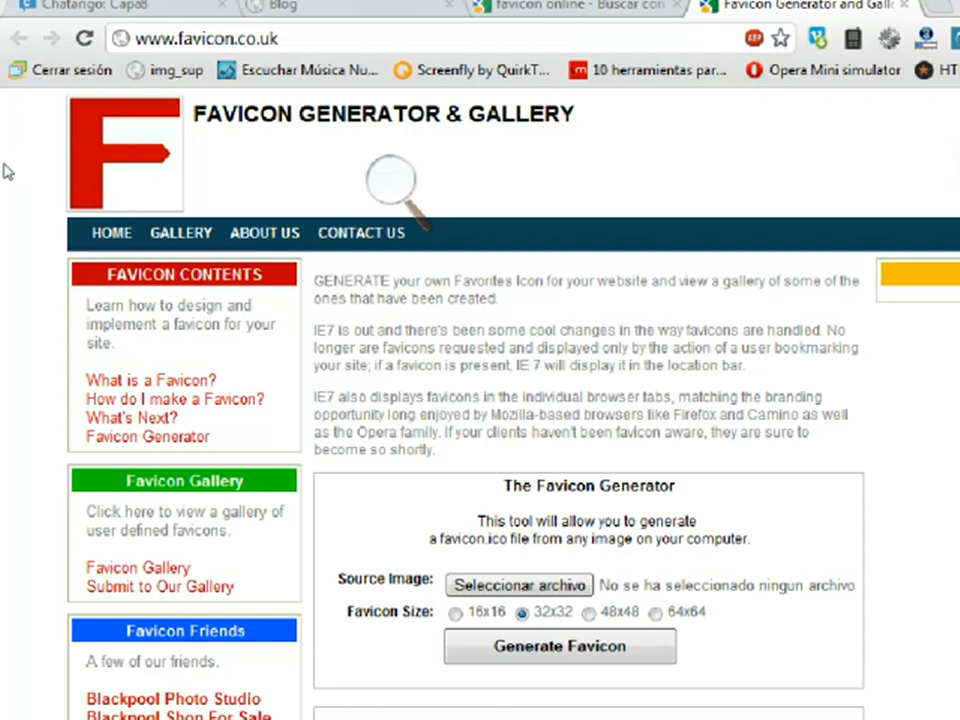 Chatango: Capa8
Blog
favicon online - Buscar con
Favicon Generator and Gall
www.favicon.co.uk
Cerrar sesión
img_sup
Escuchar Música Nu...
Screenfly by QuirkT...
10 herramientas par...
Opera Mini simulator
HT
FAVICON GENERATOR & GALLERY
HOME GALLERY ABOUT US CONTACT US
FAVICON CONTENTS
Learn how to design and
implement a favicon for your
site.
What is a Favicon?
How do I make a Favicon?
What's Next?
Favicon Generator
Favicon Gallery
Click here to view a gallery of
user defined favicons.
Favicon Gallery
Submit to Our Gallery
Favicon Friends
A few of our friends.
Blackpool Photo Studio
Blackpool Shop For Sale
GENERATE your own Favorites Icon for your website and view a gallery of some of the
ones that have been created.
IE7 is out and there's been some cool changes in the way favicons are handled. No
longer are favicons requested and displayed only by the action of a user bookmarking
your site; if a favicon is present, IE 7 will display it in the location bar.
IE7 also displays favicons in the individual browser tabs, matching the branding
opportunity long enjoyed by Mozilla-based browsers like Firefox and Camino as well
as the Opera family. If your clients haven't been favicon aware, they are sure to
become so shortly.
The Favicon Generator
This tool will allow you to generate
a favicon.ico file from any image on your computer.
Source Image: Seleccionar archivo No se ha seleccionado ningun archivo
Favicon Size: 16x16 32x32 48x48 64x64
Generate Favicon